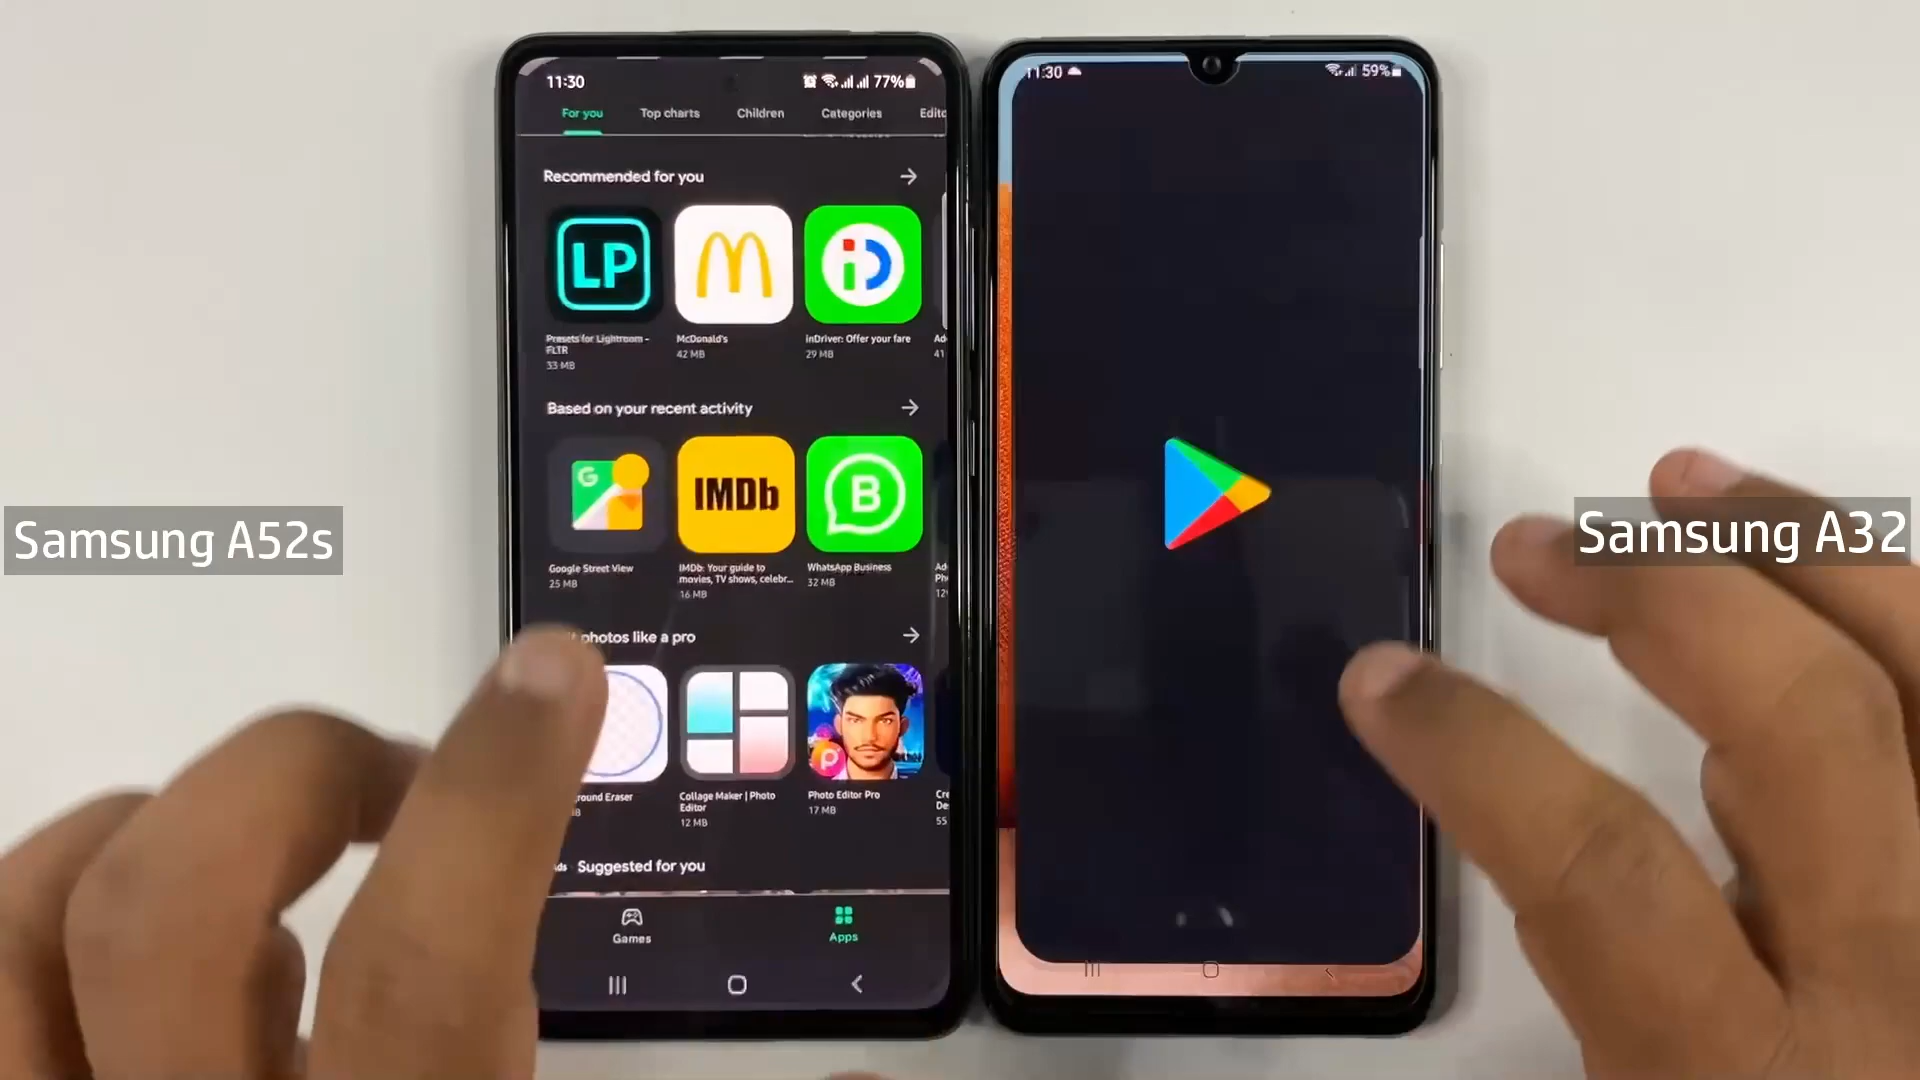 11:30
77%
For you Top charts Children Categories
Recommended for you
LP
Presets for Lightroom -
FLTR
33 MB
McDonald's
42 MB
iD
inDriver: Offer your fare
29 MB
41
Based on your recent activity
G
Google Street View
25 MB
IMDb
IMDb: Your guide to
movies, TV shows, celebr...
16 MB
B
WhatsApp Business
32 MB
photos like a pro
Collage Maker | Photo
Editor
12 MB
Photo Editor Pro
17 MB
55
Eraser
Suggested for you
Games
Apps
11:30
59%
Samsung A52s
Samsung A32